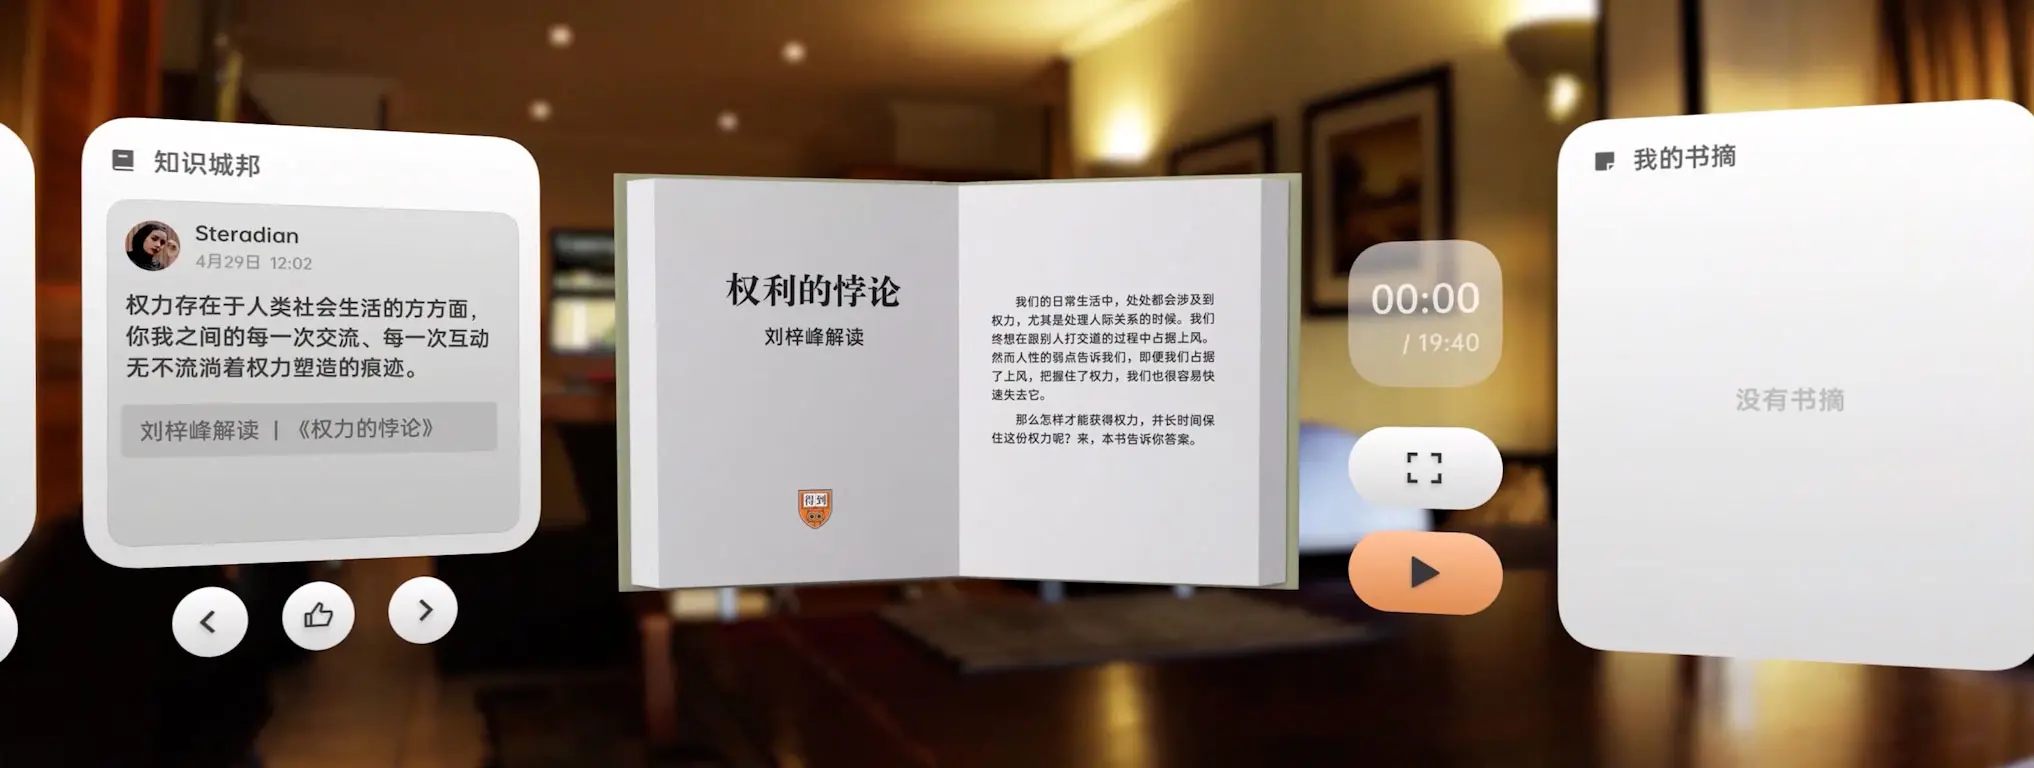 知识城邦
Steradian
4月29日 12:02
权力存在于人类社会生活的方方面，
你我之间的每一次交流、每一次互动
无不流淌着权力塑造的痕迹。
刘梓峰解读 | 《权力的悖论》
权利的悖论
刘梓峰解读
得到
我们的日常生活中，处处都会涉及到
权力，尤其是处理人际关系的时候。我们
终想在跟别人打交道的过程中占据上风。
然而人性的弱点告诉我们，即便我们占据
了上风，把握住了权力，我们也很容易快
速失去它。
那么怎样才能获得权力，并长时间保
住这份权力呢？来，本书告诉你答案。
00:00
/ 19:40
我的书摘
没有书摘